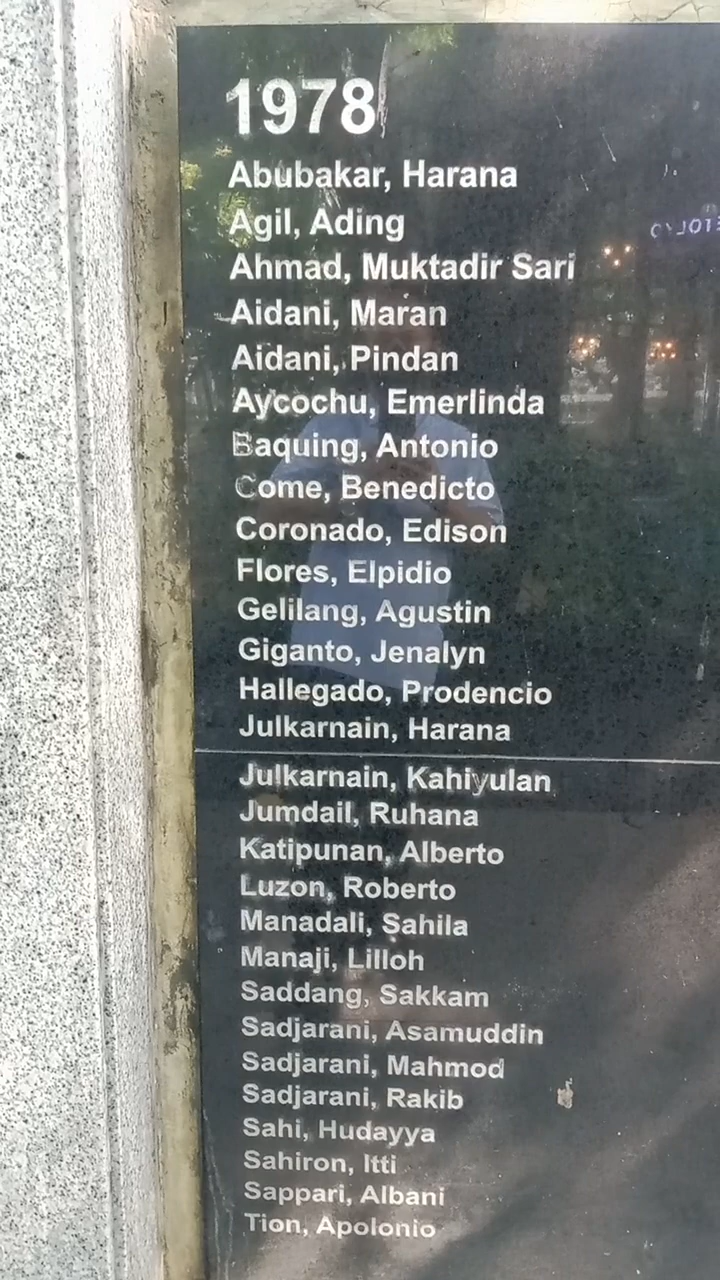 1978
Abubakar, Harana
Agil, Ading
Ahmad, Muktadir Sari
Aidani, Maran
Aidani, Pindan
Aycochu, Emerlinda
Baquing, Antonio
Come, Benedicto
Coronado, Edison
Flores, Elpidio
Gelilang, Agustin
Giganto, Jenalyn
Hallegado, Prodencio
Julkarnain, Harana
Julkarnain, Kahiyulan
Jumdail, Ruhana
Katipunan, Alberto
Luzon, Roberto
Manadali, Sahila
Manaji, Lilloh
Saddang, Sakkam
Sadjarani, Asamuddin
Sadjarani, Mahmod
Sadjarani, Rakib
Sahi, Hudayya
Sahiron, Itti
Sappari, Albani
Tion, Apolonio